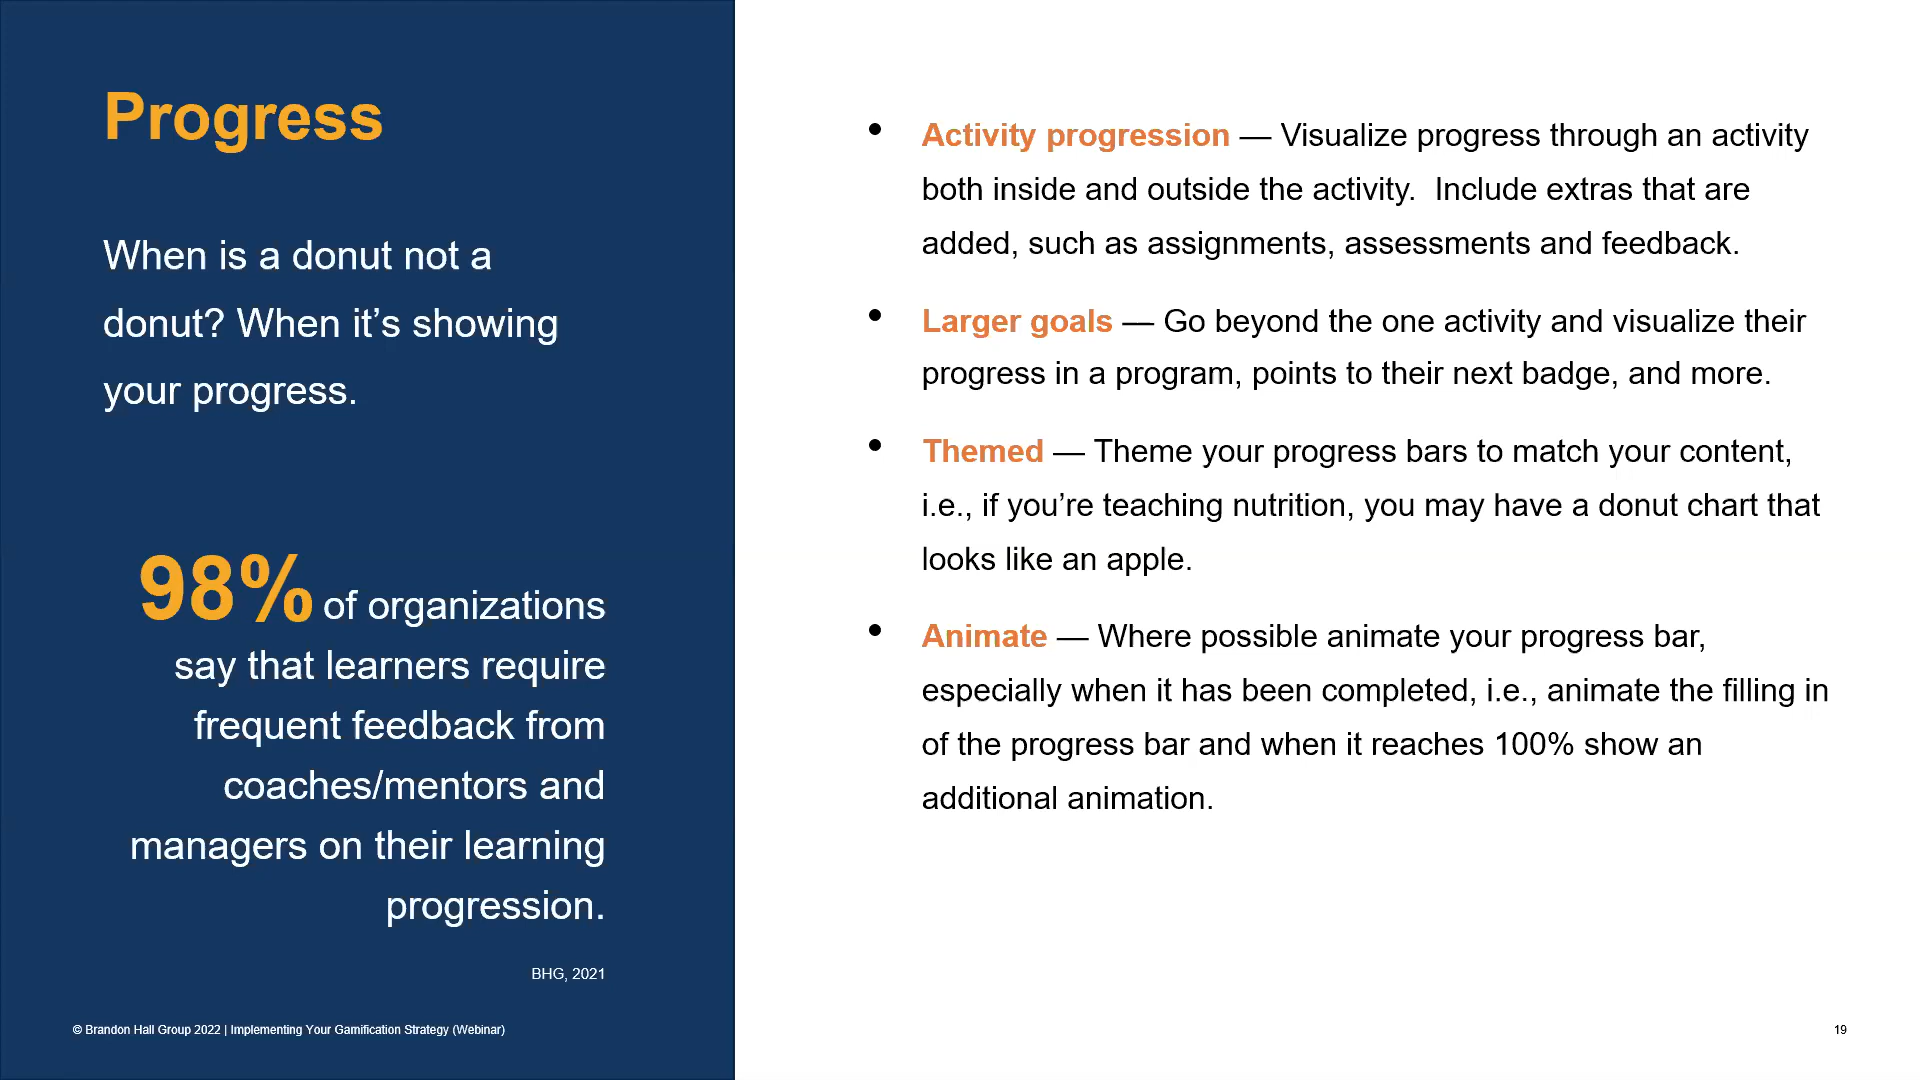 Progress
When is a donut not a
donut? When it’s showing
your progress.
98% of organizations
say that learners require
frequent feedback from
coaches/mentors and
managers on their learning
progression.
BHG, 2021
• Activity progression — Visualize progress through an activity
both inside and outside the activity.  Include extras that are
added, such as assignments, assessments and feedback.
• Larger goals — Go beyond the one activity and visualize their
progress in a program, points to their next badge, and more.
• Themed — Theme your progress bars to match your content,
i.e., if you’re teaching nutrition, you may have a donut chart that
looks like an apple.
• Animate — Where possible animate your progress bar,
especially when it has been completed, i.e., animate the filling in
of the progress bar and when it reaches 100% show an
additional animation.
© Brandon Hall Group 2022 | Implementing Your Gamification Strategy (Webinar)
19